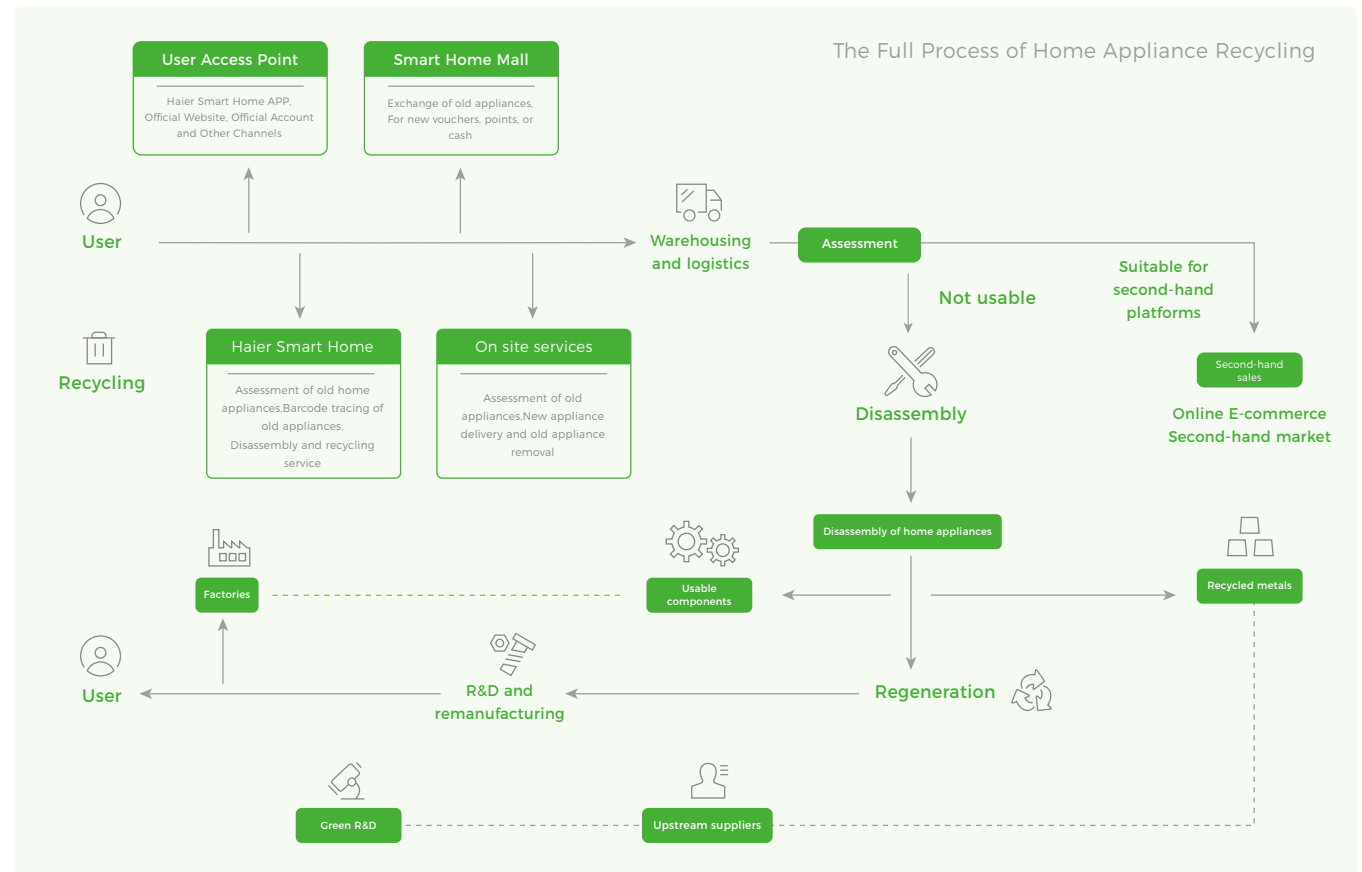 The Full Process of Home Appliance Recycling
User Access Point
Haier Smart Home APP,
Official Website, Official Account
and Other Channels
Smart Home Mall
Exchange of old appliances,
For new vouchers, points, or
cash
User
Warehousing
and logistics
Assessment
Suitable for
second-hand
platforms
Not usable
Recycling
Haier Smart Home
Assessment of old home
appliances,Barcode tracing of
old appliances,
Disassembly and recycling
service
On site services
Assessment of old
appliances,New appliance
delivery and old appliance
removal
Disassembly
Second-hand
sales
Online E-commerce
Second-hand market
Disassembly of home appliances
Factories
Usable
components
Recycled metals
User
R&D and
remanufacturing
Regeneration
Green R&D
Upstream suppliers